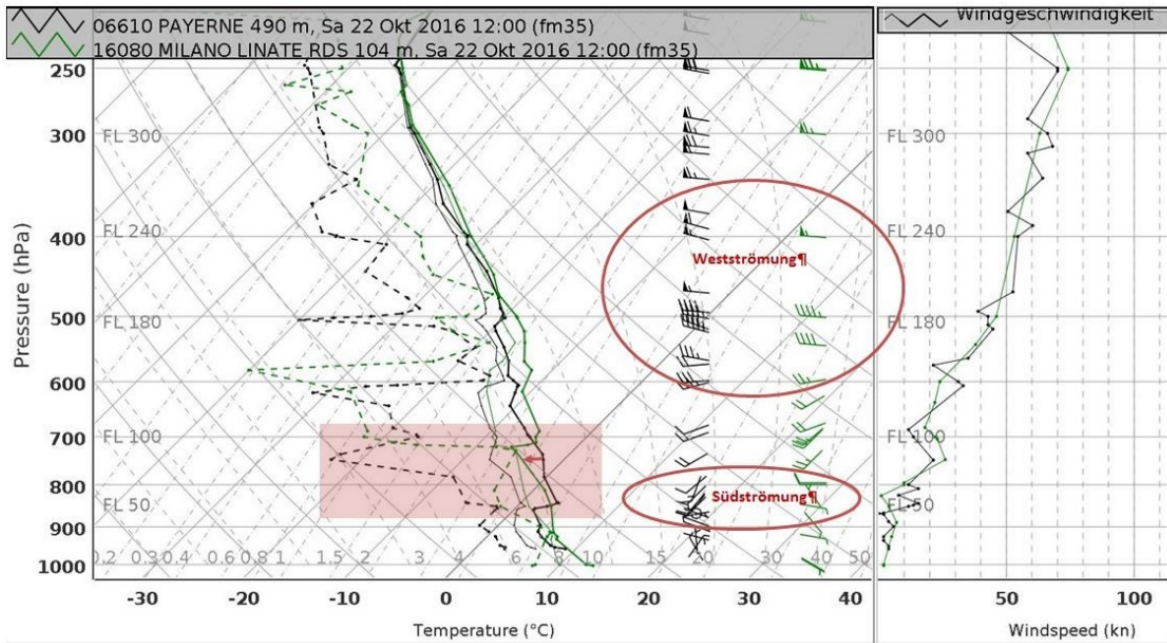 06610 PAYERNE 490 m, Sa 22 Okt 2016 12:00 (fm35)
16080 MILANO LINATE RDS 104 m, Sa 22 Okt 2016 12:00 (fm35)
Windgeschwindigkeit
250
300
400
500
600
700
800
900
1000
Pressure (hPa)
FL 300
FL 240
FL 180
FL 100
FL 50
Westströmung¶
Südströmung¶
0.2 0.3 0.4 0.6 0.8 1 1.5 2 3 4 6 8 10 15 20 30 40 50
-30 -20 -10 0 10 20 30 40
Temperature (°C)
FL 300
FL 240
FL 180
FL 100
FL 50
50 100
Windspeed (kn)